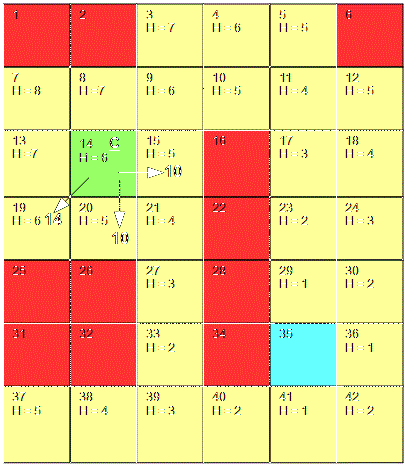 1
2
3
H=7
4
H=6
5
H=5
6
7
H=8
8
H=7
9
H=6
10
H=5
11
H=4
12
H=5
13
H=7
14 C
H=6
15
H=5
10
16
17
H=3
18
H=4
19
H=6
14
20
H=5
10
21
H=4
22
23
H=2
24
H=3
25
26
27
H=3
28
29
H=1
30
H=2
31
32
33
H=2
34
35
36
H=1
37
H=5
38
H=4
39
H=3
40
H=2
41
H=1
42
H=2